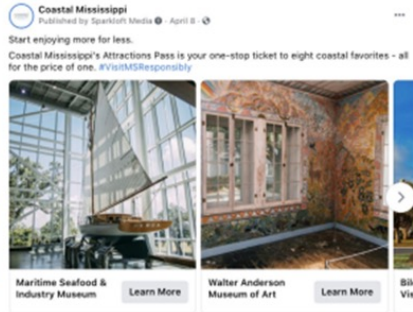 Coastal Mississippi
Published by Sparkloft Media · April 8 ·
Start enjoying more for less.
Coastal Mississippi's Attractions Pass is your one-stop ticket to eight coastal favorites - all
for the price of one. #VisitMSResponsibly
Maritime Seafood &
Industry Museum
Learn More
Walter Anderson
Museum of Art
Learn More